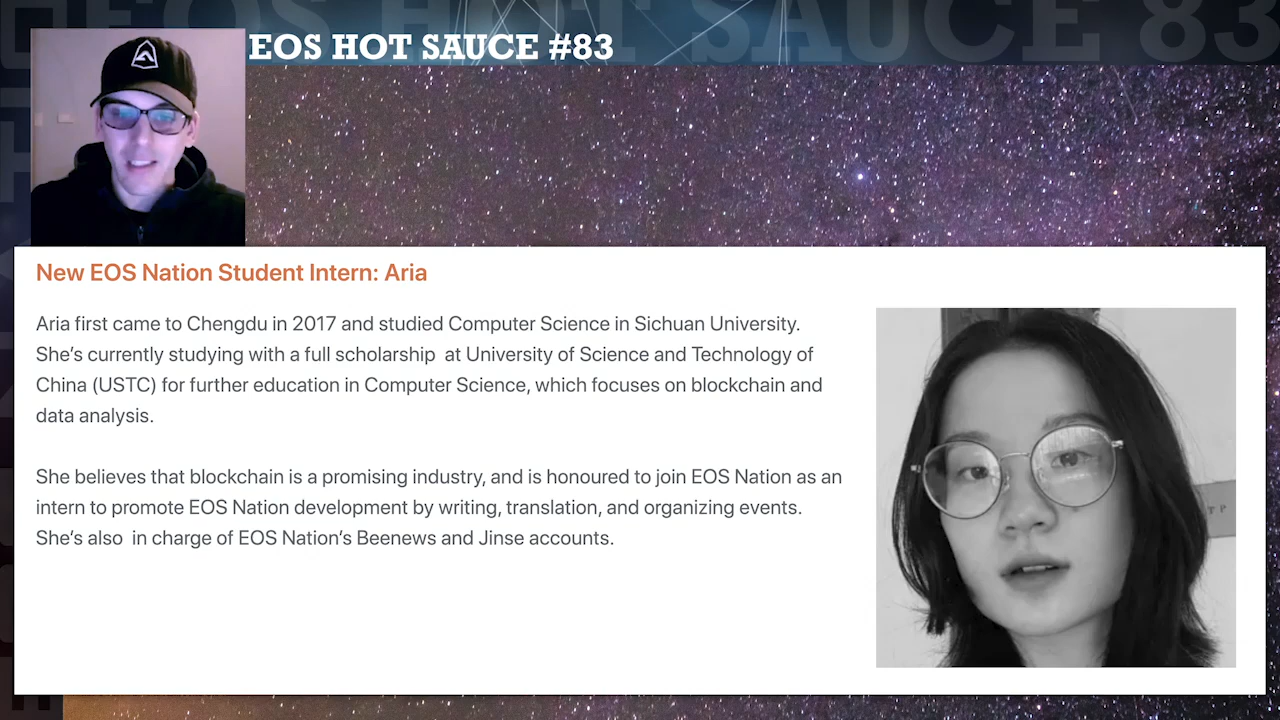 EOS HOT SAUCE 83
EOS HOT SAUCE #83
New EOS Nation Student Intern: Aria
Aria first came to Chengdu in 2017 and studied Computer Science in Sichuan University.
She’s currently studying with a full scholarship at University of Science and Technology of
China (USTC) for further education in Computer Science, which focuses on blockchain and
data analysis.
She believes that blockchain is a promising industry, and is honoured to join EOS Nation as an
intern to promote EOS Nation development by writing, translation, and organizing events.
She’s also in charge of EOS Nation’s Beenews and Jinse accounts.
T P